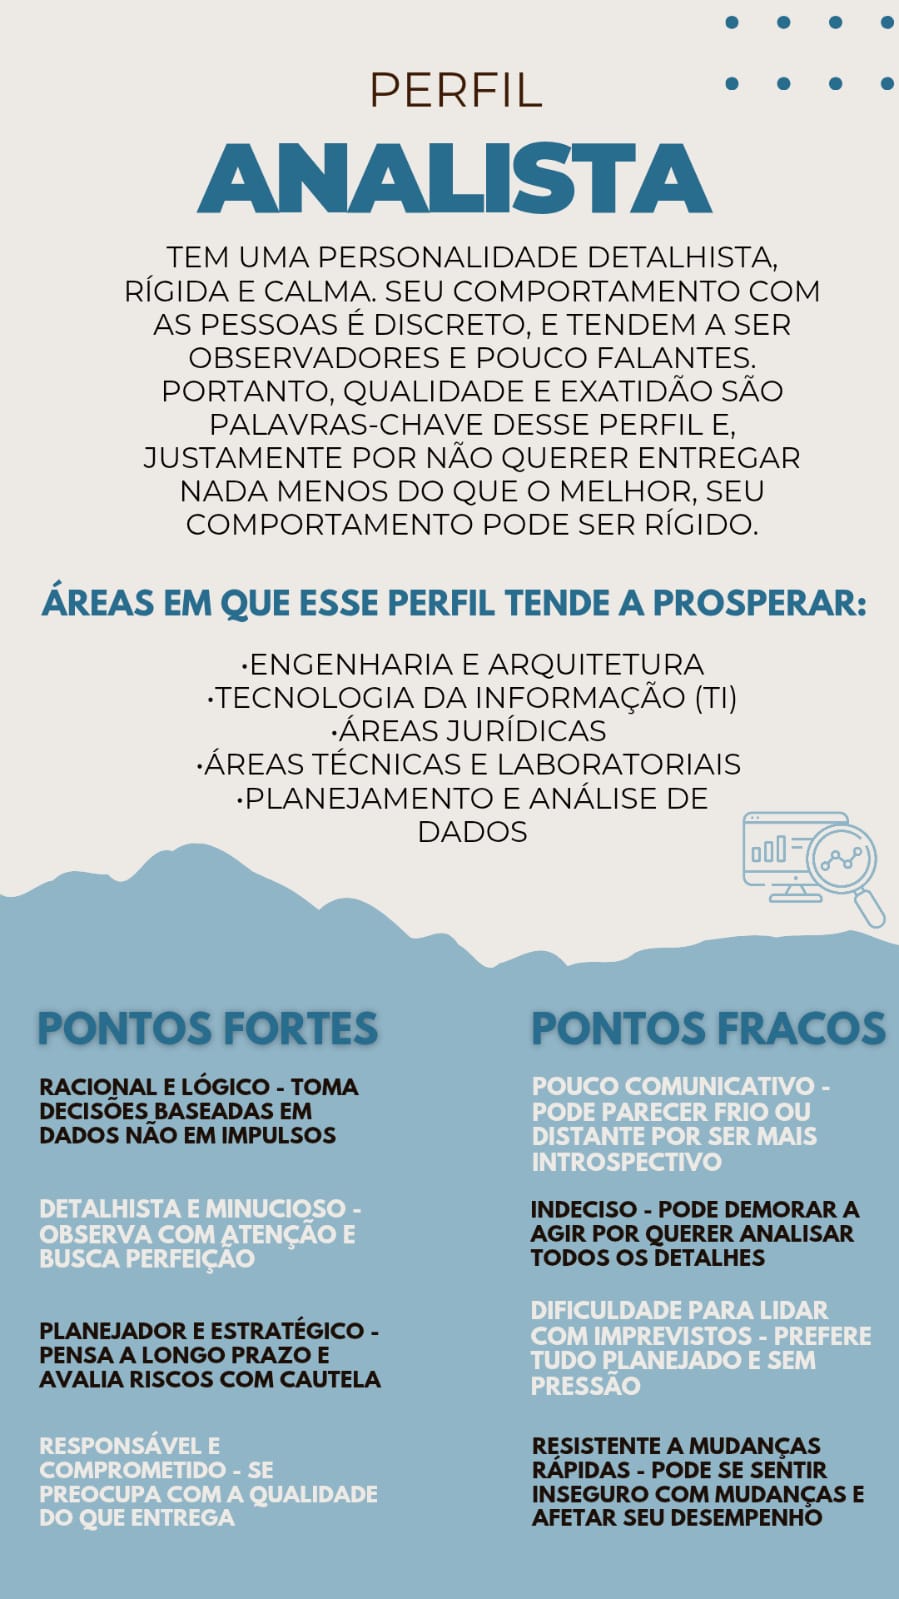 PERFIL
ANALISTA
TEM UMA PERSONALIDADE DETALHISTA,
RÍGIDA E CALMA. SEU COMPORTAMENTO COM
AS PESSOAS É DISCRETO, E TENDEM A SER
OBSERVADORES E POUCO FALANTES.
PORTANTO, QUALIDADE E EXATIDÃO SÃO
PALAVRAS-CHAVE DESSE PERFIL E,
JUSTAMENTE POR NÃO QUERER ENTREGAR
NADA MENOS DO QUE O MELHOR, SEU
COMPORTAMENTO PODE SER RÍGIDO.
ÁREAS EM QUE ESSE PERFIL TENDE A PROSPERAR:
•ENGENHARIA E ARQUITETURA
•TECNOLOGIA DA INFORMAÇÃO (TI)
•ÁREAS JURÍDICAS
•ÁREAS TÉCNICAS E LABORATORIAIS
•PLANEJAMENTO E ANÁLISE DE
DADOS
PONTOS FORTES
RACIONAL E LÓGICO - TOMA
DECISÕES BASEADAS EM
DADOS NÃO EM IMPULSOS
DETALHISTA E MINUCIOSO -
OBSERVA COM ATENÇÃO E
BUSCA PERFEIÇÃO
PLANEJADOR E ESTRATÉGICO -
PENSA A LONGO PRAZO E
AVALIA RISCOS COM CAUTELA
RESPONSÁVEL E
COMPROMETIDO - SE
PREOCUPA COM A QUALIDADE
DO QUE ENTREGA
PONTOS FRACOS
POUCO COMUNICATIVO -
PODE PARECER FRIO OU
DISTANTE POR SER MAIS
INTROSPECTIVO
INDECISO - PODE DEMORAR A
AGIR POR QUERER ANALISAR
TODOS OS DETALHES
DIFICULDADE PARA LIDAR
COM IMPREVISTOS - PREFERE
TUDO PLANEJADO E SEM
PRESSÃO
RESISTENTE A MUDANÇAS
RÁPIDAS - PODE SE SENTIR
INSEGURO COM MUDANÇAS E
AFETAR SEU DESEMPENHO